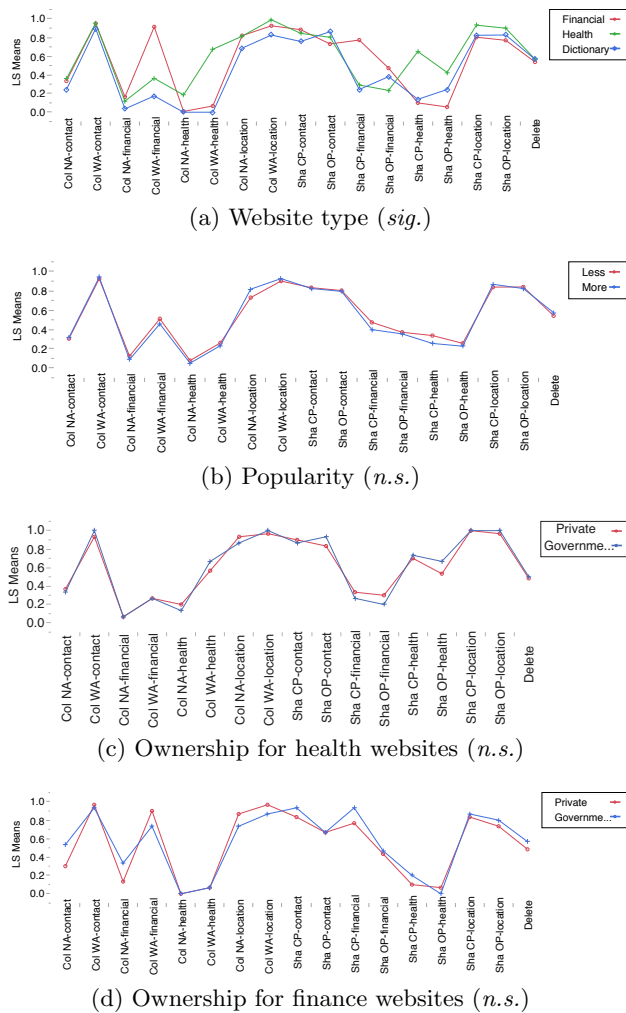 LS Means
1.0
0.8
0.6
0.4
0.2
0.0
Financial
Health
Dictionary
Col NA-contact
Col WA-contact
Col NA-financial
Col WA-financial
Col NA-health
Col WA-health
Col NA-location
Col WA-location
Sha CP-contact
Sha OP-contact
Sha CP-financial
Sha OP-financial
Sha CP-health
Sha OP-health
Sha CP-location
Sha OP-location
Delete
(a) Website type (sig.)
LS Means
1.0
0.8
0.6
0.4
0.2
0.0
Less
More
Col NA-contact
Col WA-contact
Col NA-financial
Col WA-financial
Col NA-health
Col WA-health
Col NA-location
Col WA-location
Sha CP-contact
Sha OP-contact
Sha CP-financial
Sha OP-financial
Sha CP-health
Sha OP-health
Sha CP-location
Sha OP-location
Delete
(b) Popularity (n.s.)
LS Means
1.0
0.8
0.6
0.4
0.2
0.0
Private
Governme...
Col NA-contact
Col WA-contact
Col NA-financial
Col WA-financial
Col NA-health
Col WA-health
Col NA-location
Col WA-location
Sha CP-contact
Sha OP-contact
Sha CP-financial
Sha OP-financial
Sha CP-health
Sha OP-health
Sha CP-location
Sha OP-location
Delete
(c) Ownership for health websites (n.s.)
LS Means
1.0
0.8
0.6
0.4
0.2
0.0
Private
Governme...
Col NA-contact
Col WA-contact
Col NA-financial
Col WA-financial
Col NA-health
Col WA-health
Col NA-location
Col WA-location
Sha CP-contact
Sha OP-contact
Sha CP-financial
Sha OP-financial
Sha CP-health
Sha OP-health
Sha CP-location
Sha OP-location
Delete
(d) Ownership for finance websites (n.s.)